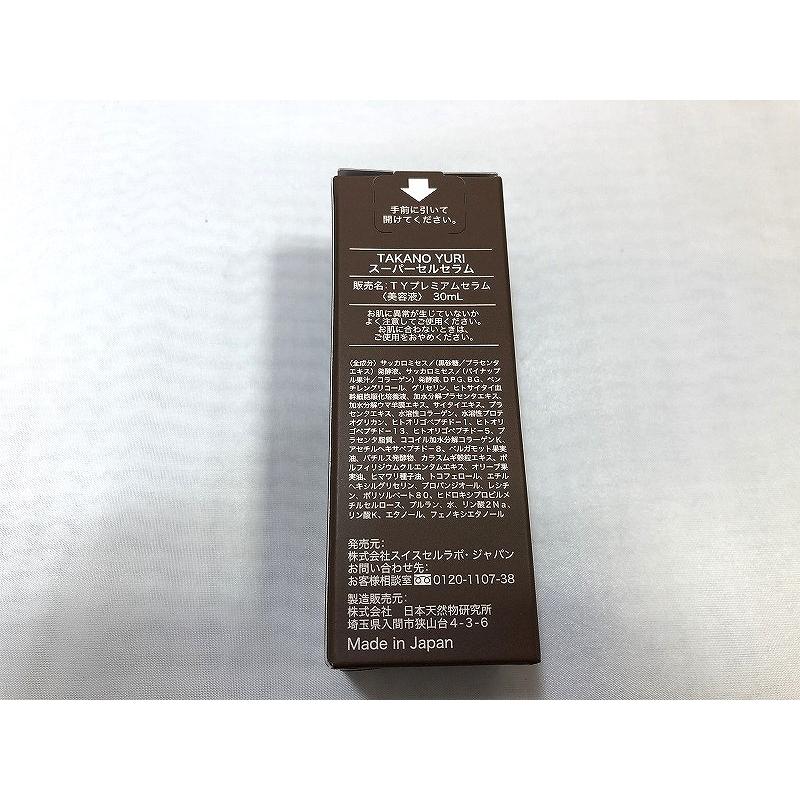 手前に引いて
開けてください。
TAKANO YURI
スーパーセルセラム
販売名：ＴＹプレミアムセラム
〈美容液〉 30mL
お肌に異常が生じていないか
よく注意してご使用ください。
お肌に合わないときは、
ご使用をおやめください。
〈全成分〉サッカロミセス／（黒砂糖／プラセンタ
エキス）発酵液、サッカロミセス／（パイナップ
ル果汁／コラーゲン）発酵液、DPG、BG、ペン
チレングリコール、グリセリン、ヒトサイタイ血
幹細胞順化培養液、加水分解プラセンタエキス、
加水分解ウマ羊膜エキス、サイタイエキス、プラ
センタエキス、水溶性コラーゲン、水溶性プロテ
オグリカン、ヒトオリゴペプチド－１、ヒトオリ
ゴペプチド－１３、ヒトオリゴペプチド－５、プ
ラセンタ脂質、ココイル加水分解コラーゲンK、
アセチルヘキサペプチド－８、ベルガモット果実
油、バチルス発酵物、カラスムギ穀粒エキス、ポ
ルフィリジウムクルエンタムエキス、オリーブ果
実油、ヒマワリ種子油、トコフェロール、エチル
ヘキシルグリセリン、プロパンジオール、レシチ
ン、ポリソルベート８０、ヒドロキシプロピルメ
チルセルロース、プルラン、水、リン酸２Ｎa、
リン酸K、エタノール、フェノキシエタノール
発売元：
株式会社スイスセルラボ・ジャパン
お問い合わせ先：
お客様相談室 0120-1107-38
製造販売元：
株式会社 日本天然物研究所
埼玉県入間市狭山台４-３-６
Made in Japan